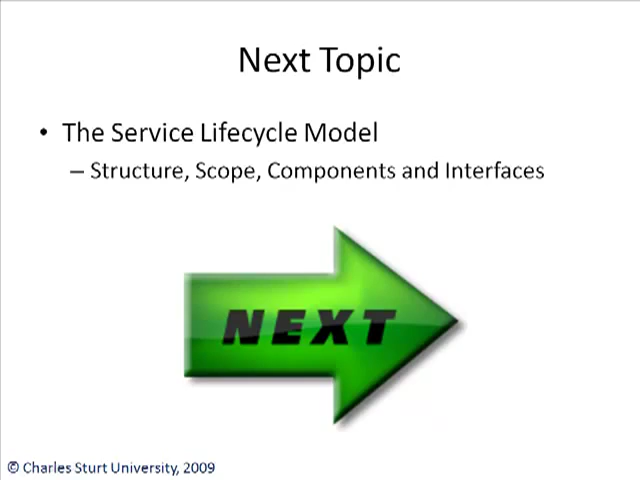 Next Topic
• The Service Lifecycle Model
– Structure, Scope, Components and Interfaces
NEXT
© Charles Sturt University, 2009